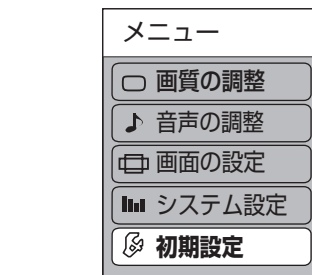 メニュー
画質の調整
音声の調整
画面の設定
システム設定
初期設定